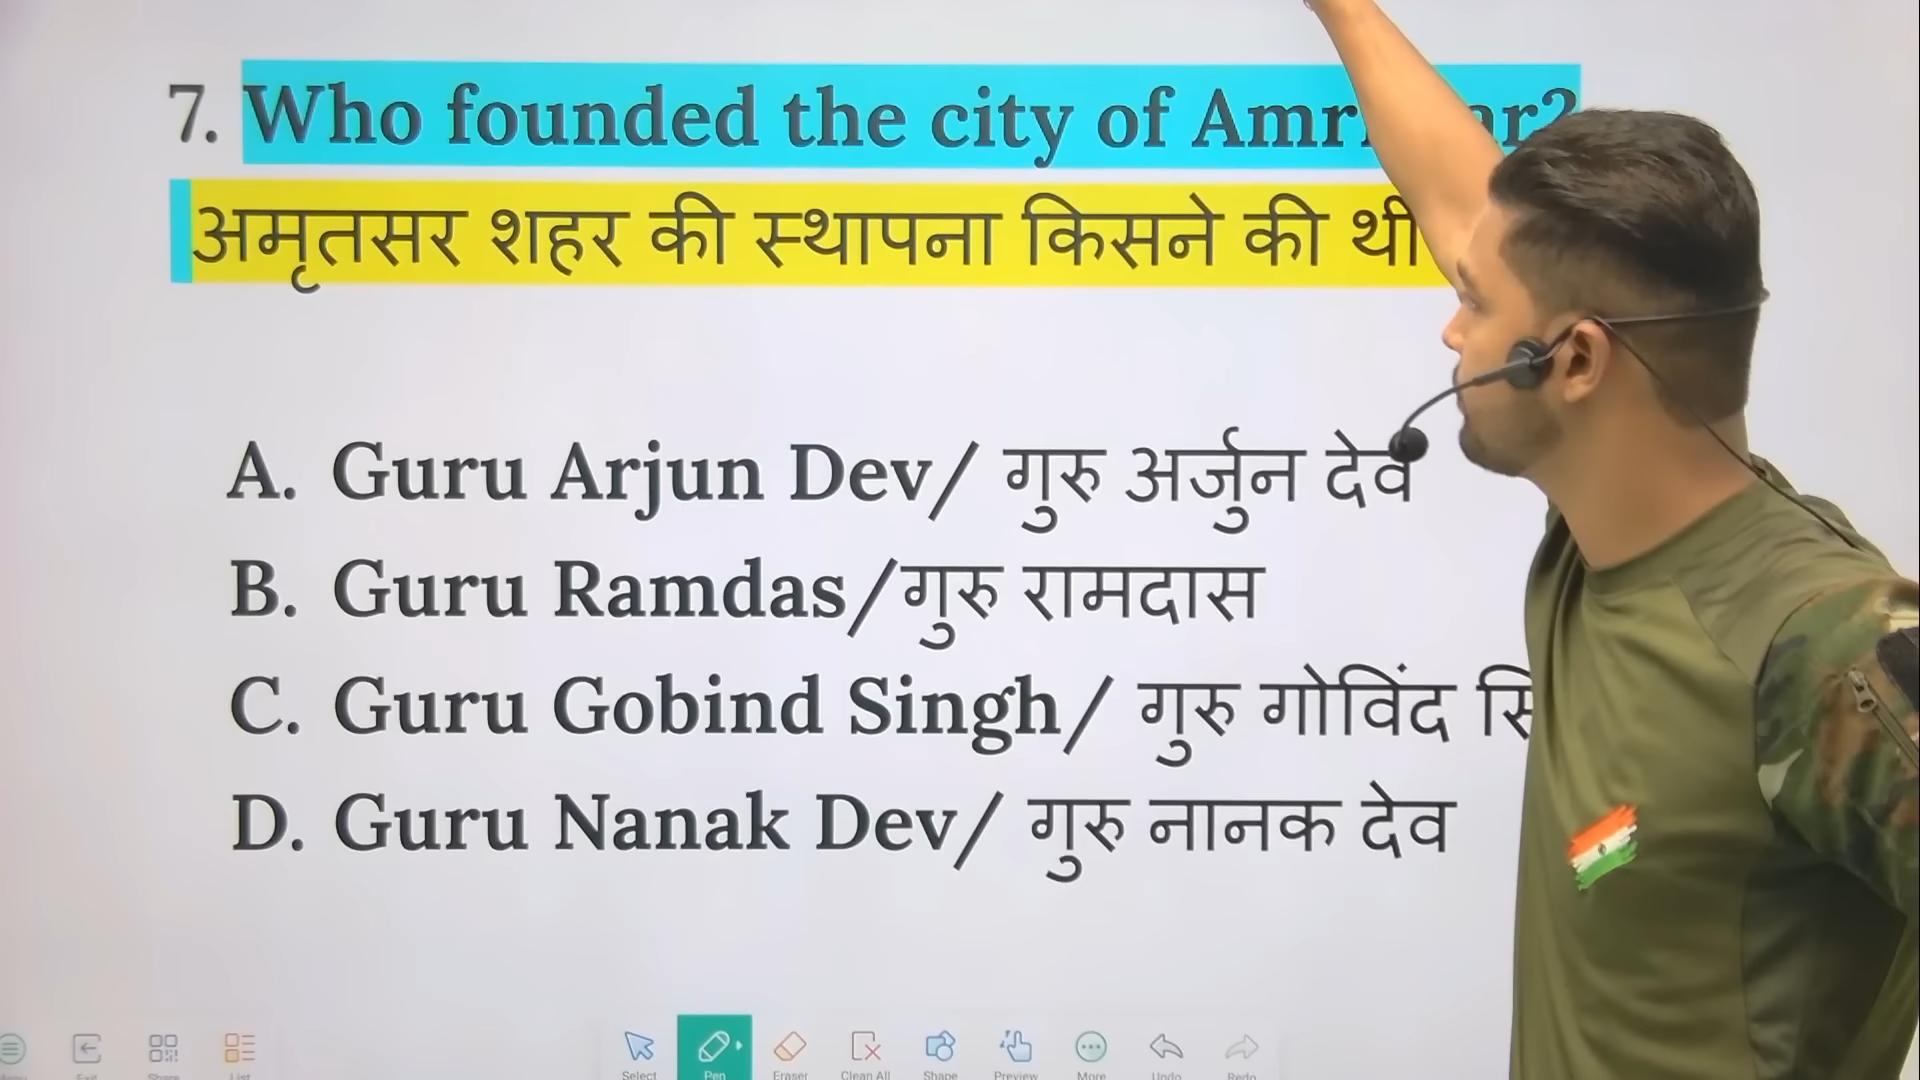 7. Who founded the city of
अमृतसर शहर की स्थापना किसने की थी
A. Guru Arjun Dev/ गुरु अर्जुन देव
B. Guru Ramdas/गुरु रामदास
C. Guru Gobind Singh/ गुरु गोविंद
D. Guru Nanak Dev/ गुरु नानक देव
Select Pen Eraser Clean All Shape Preview More Undo Redo